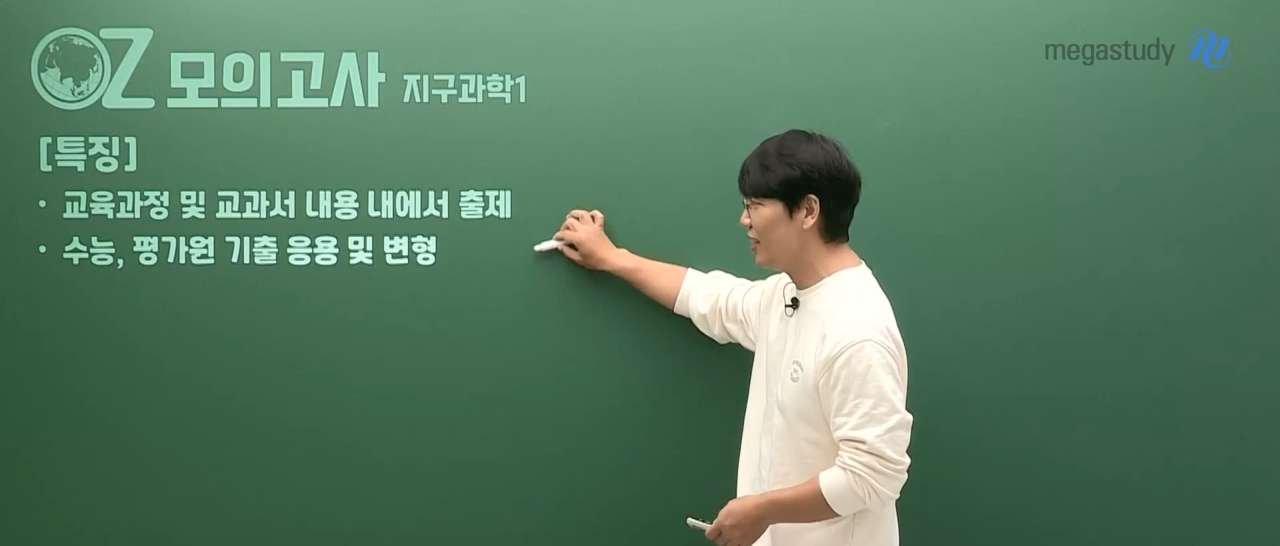 OZ 모의고사 지구과학1
megastudy
[특징]
• 교육과정 및 교과서 내용 내에서 출제
• 수능, 평가원 기출 응용 및 변형